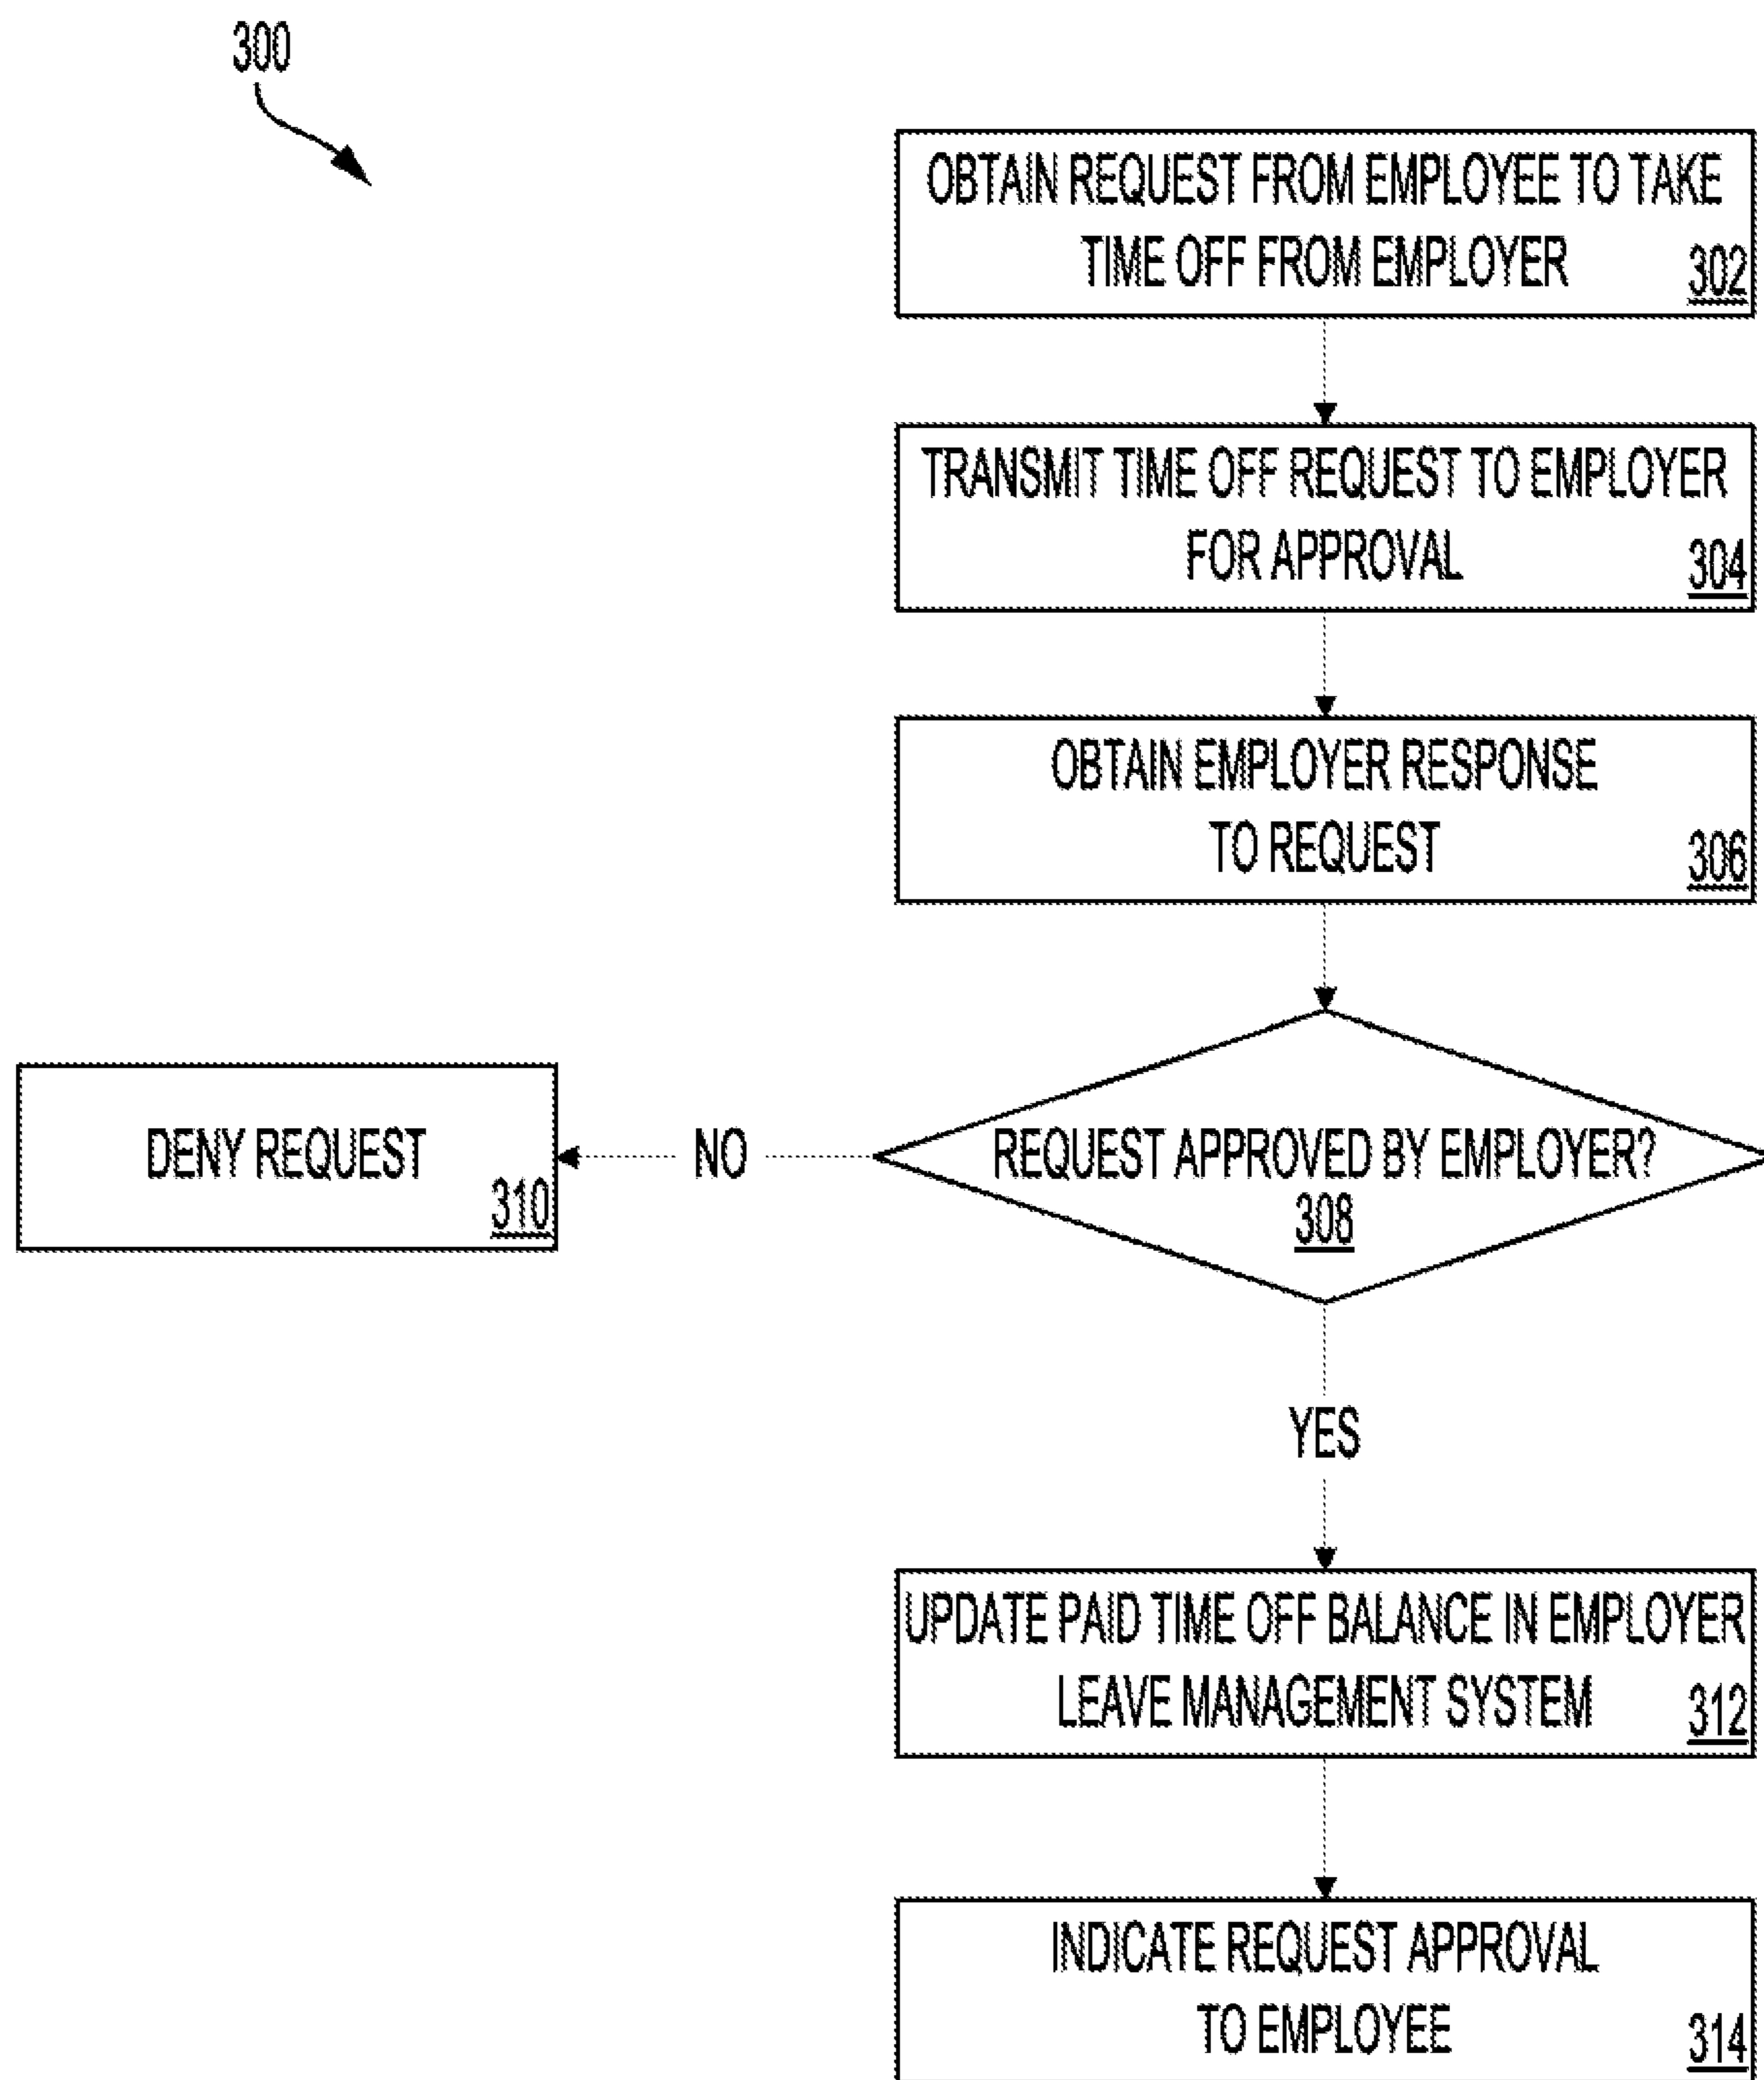 300
OBTAIN REQUEST FROM EMPLOYEE TO TAKE
TIME OFF FROM EMPLOYER
302
TRANSMIT TIME OFF REQUEST TO EMPLOYER
FOR APPROVAL
304
OBTAIN EMPLOYER RESPONSE
TO REQUEST
306
REQUEST APPROVED BY EMPLOYER?
308
NO
DENY REQUEST
310
YES
UPDATE PAID TIME OFF BALANCE IN EMPLOYER
LEAVE MANAGEMENT SYSTEM
312
INDICATE REQUEST APPROVAL
TO EMPLOYEE
314